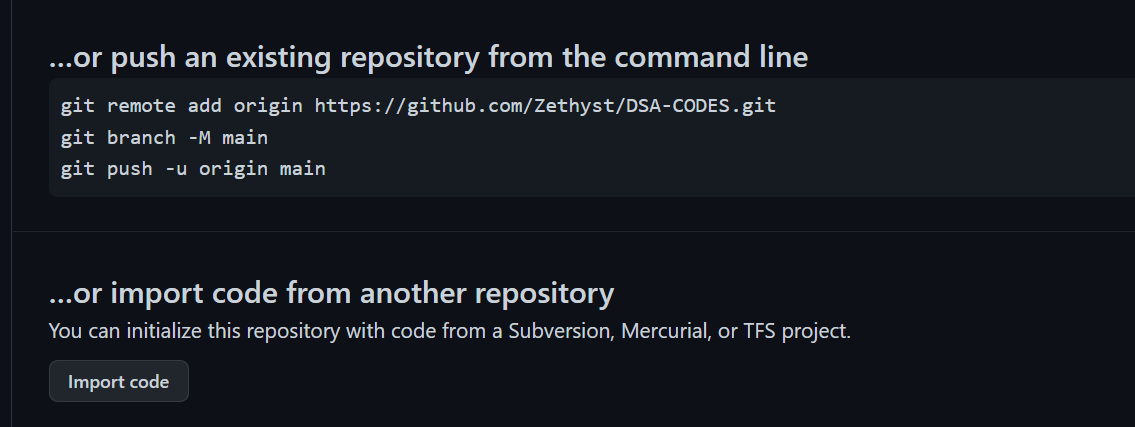 ...or push an existing repository from the command line
git remote add origin https://github.com/Zethyst/DSA-CODES.git
git branch -M main
git push -u origin main
...or import code from another repository
You can initialize this repository with code from a Subversion, Mercurial, or TFS project.
Import code